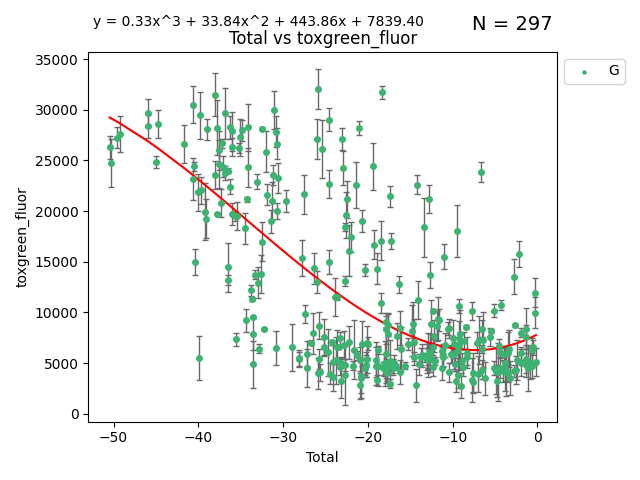 y = 0.33x^3 + 33.84x^2 + 443.86x + 7839.40
N = 297
Total vs toxgreen_fluor
35000
30000
25000
20000
15000
10000
5000
0
toxgreen_fluor
−50
−40
−30
−20
−10
0
Total
G